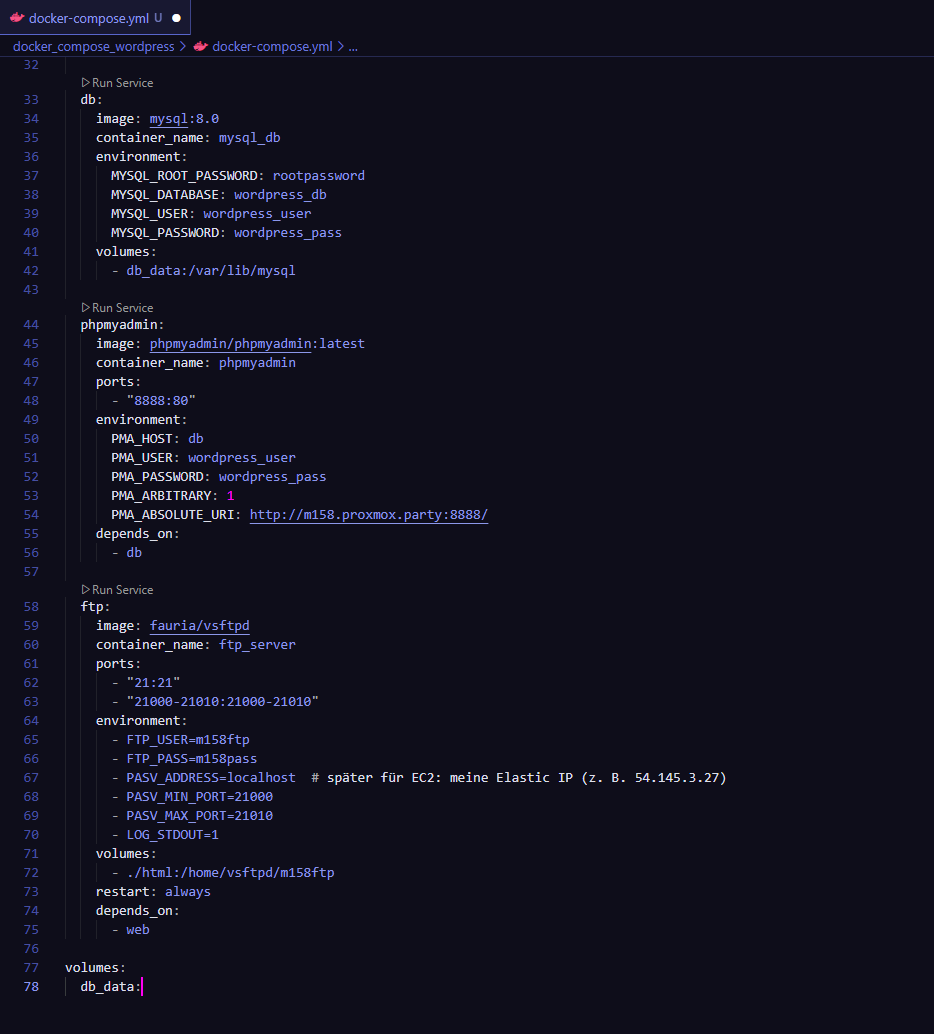 docker-compose.yml U
docker_compose_wordpress > docker-compose.yml > ...
32
Run Service
33 db:
34 image: mysql:8.0
35 container_name: mysql_db
36 environment:
37 MYSQL_ROOT_PASSWORD: rootpassword
38 MYSQL_DATABASE: wordpress_db
39 MYSQL_USER: wordpress_user
40 MYSQL_PASSWORD: wordpress_pass
41 volumes:
42 - db_data:/var/lib/mysql
43
Run Service
44 phpmyadmin:
45 image: phpmyadmin/phpmyadmin:latest
46 container_name: phpmyadmin
47 ports:
48 - "8888:80"
49 environment:
50 PMA_HOST: db
51 PMA_USER: wordpress_user
52 PMA_PASSWORD: wordpress_pass
53 PMA_ARBITRARY: 1
54 PMA_ABSOLUTE_URI: http://m158.proxmox.party:8888/
55 depends_on:
56 - db
57
Run Service
58 ftp:
59 image: fauria/vsftpd
60 container_name: ftp_server
61 ports:
62 - "21:21"
63 - "21000-21010:21000-21010"
64 environment:
65 - FTP_USER=m158ftp
66 - FTP_PASS=m158pass
67 - PASV_ADDRESS=localhost # später für EC2: meine Elastic IP (z. B. 54.145.3.27)
68 - PASV_MIN_PORT=21000
69 - PASV_MAX_PORT=21010
70 - LOG_STDOUT=1
71 volumes:
72 - ./html:/home/vsftpd/m158ftp
73 restart: always
74 depends_on:
75 - web
76
77 volumes:
78 db_data: